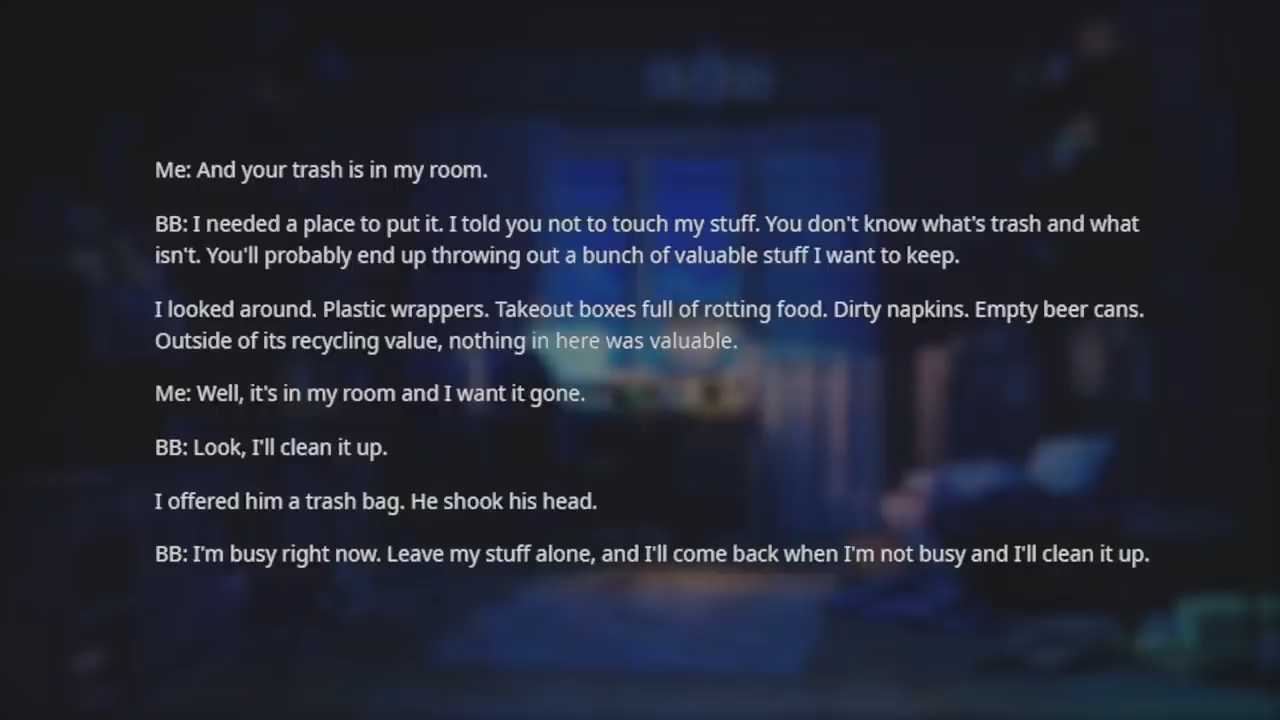 Me: And your trash is in my room.
BB: I needed a place to put it. I told you not to touch my stuff. You don't know what's trash and what
isn't. You'll probably end up throwing out a bunch of valuable stuff I want to keep.
I looked around. Plastic wrappers. Takeout boxes full of rotting food. Dirty napkins. Empty beer cans.
Outside of its recycling value, nothing in here was valuable.
Me: Well, it's in my room and I want it gone.
BB: Look, I'll clean it up.
I offered him a trash bag. He shook his head.
BB: I'm busy right now. Leave my stuff alone, and I'll come back when I'm not busy and I'll clean it up.